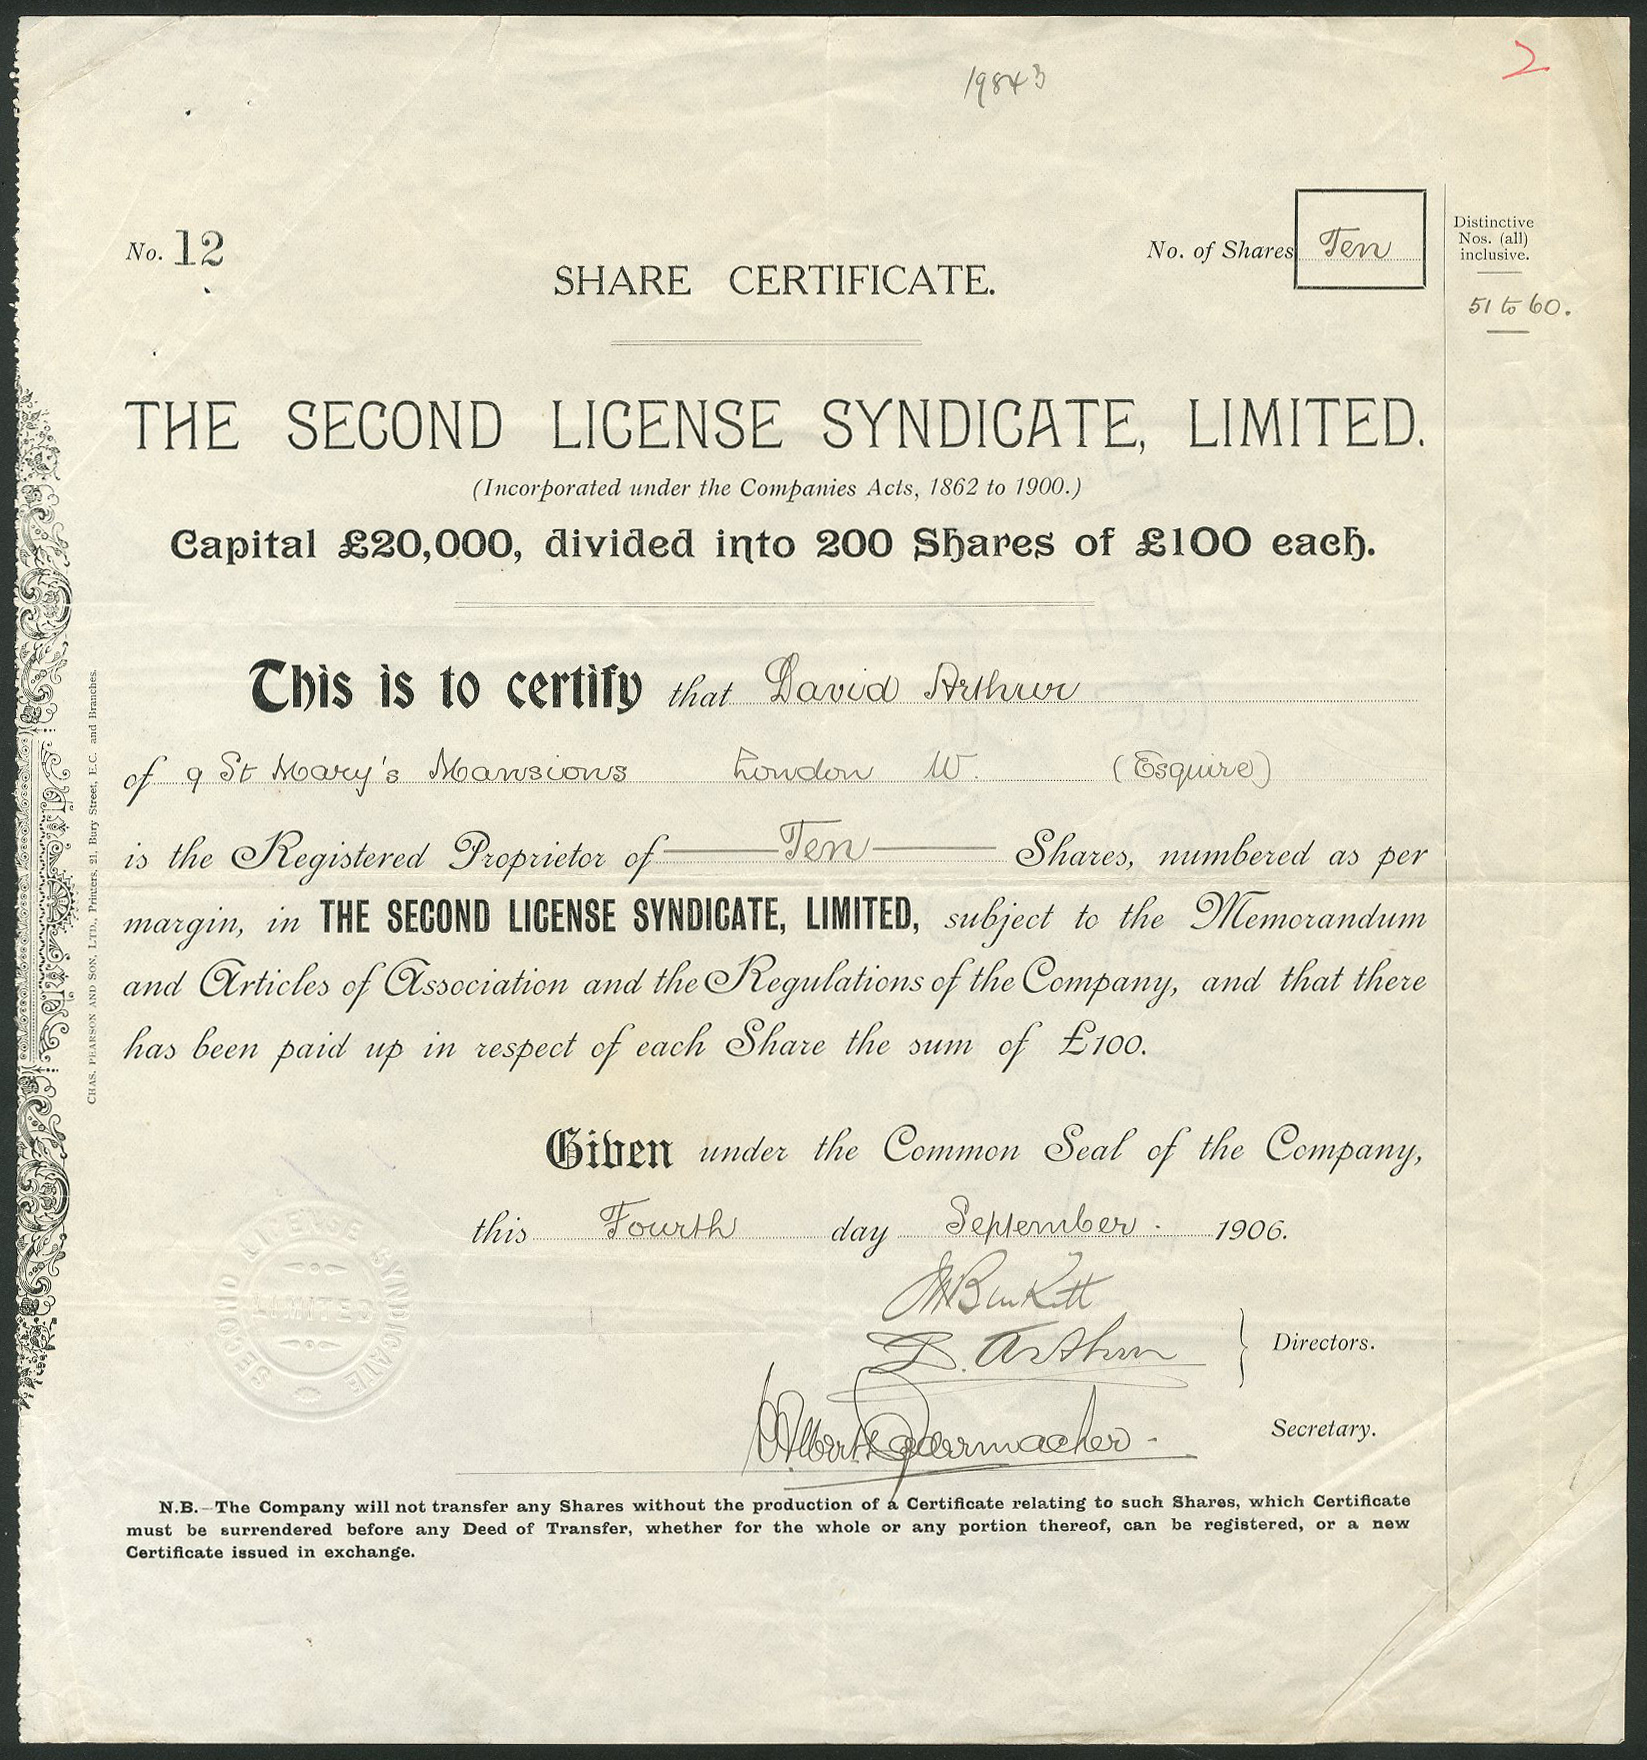 19843
2
No. 12
No. of Shares Ten
Distinctive
Nos. (all)
inclusive.
51 to 60.
SHARE CERTIFICATE.
THE SECOND LICENSE SYNDICATE, LIMITED.
(Incorporated under the Companies Acts, 1862 to 1900.)
Capital £20,000, divided into 200 Shares of £100 each.
This is to certify that David Arthur
of 9 St Mary's Mansions London W. (Esquire)
is the Registered Proprietor of Ten Shares, numbered as per
margin, in THE SECOND LICENSE SYNDICATE, LIMITED, subject to the Memorandum
and Articles of Association and the Regulations of the Company, and that there
has been paid up in respect of each Share the sum of £100.
Given under the Common Seal of the Company,
this Fourth day September. 1906.
D. Arthur
Directors.
Secretary.
N.B.—The Company will not transfer any Shares without the production of a Certificate relating to such Shares, which Certificate
must be surrendered before any Deed of Transfer, whether for the whole or any portion thereof, can be registered, or a new
Certificate issued in exchange.
CHAS. PEARSON AND SON, LTD., Printers, 21, Bury Street, E.C. and Branches.
SECOND LICENSE SYNDICATE
LIMITED